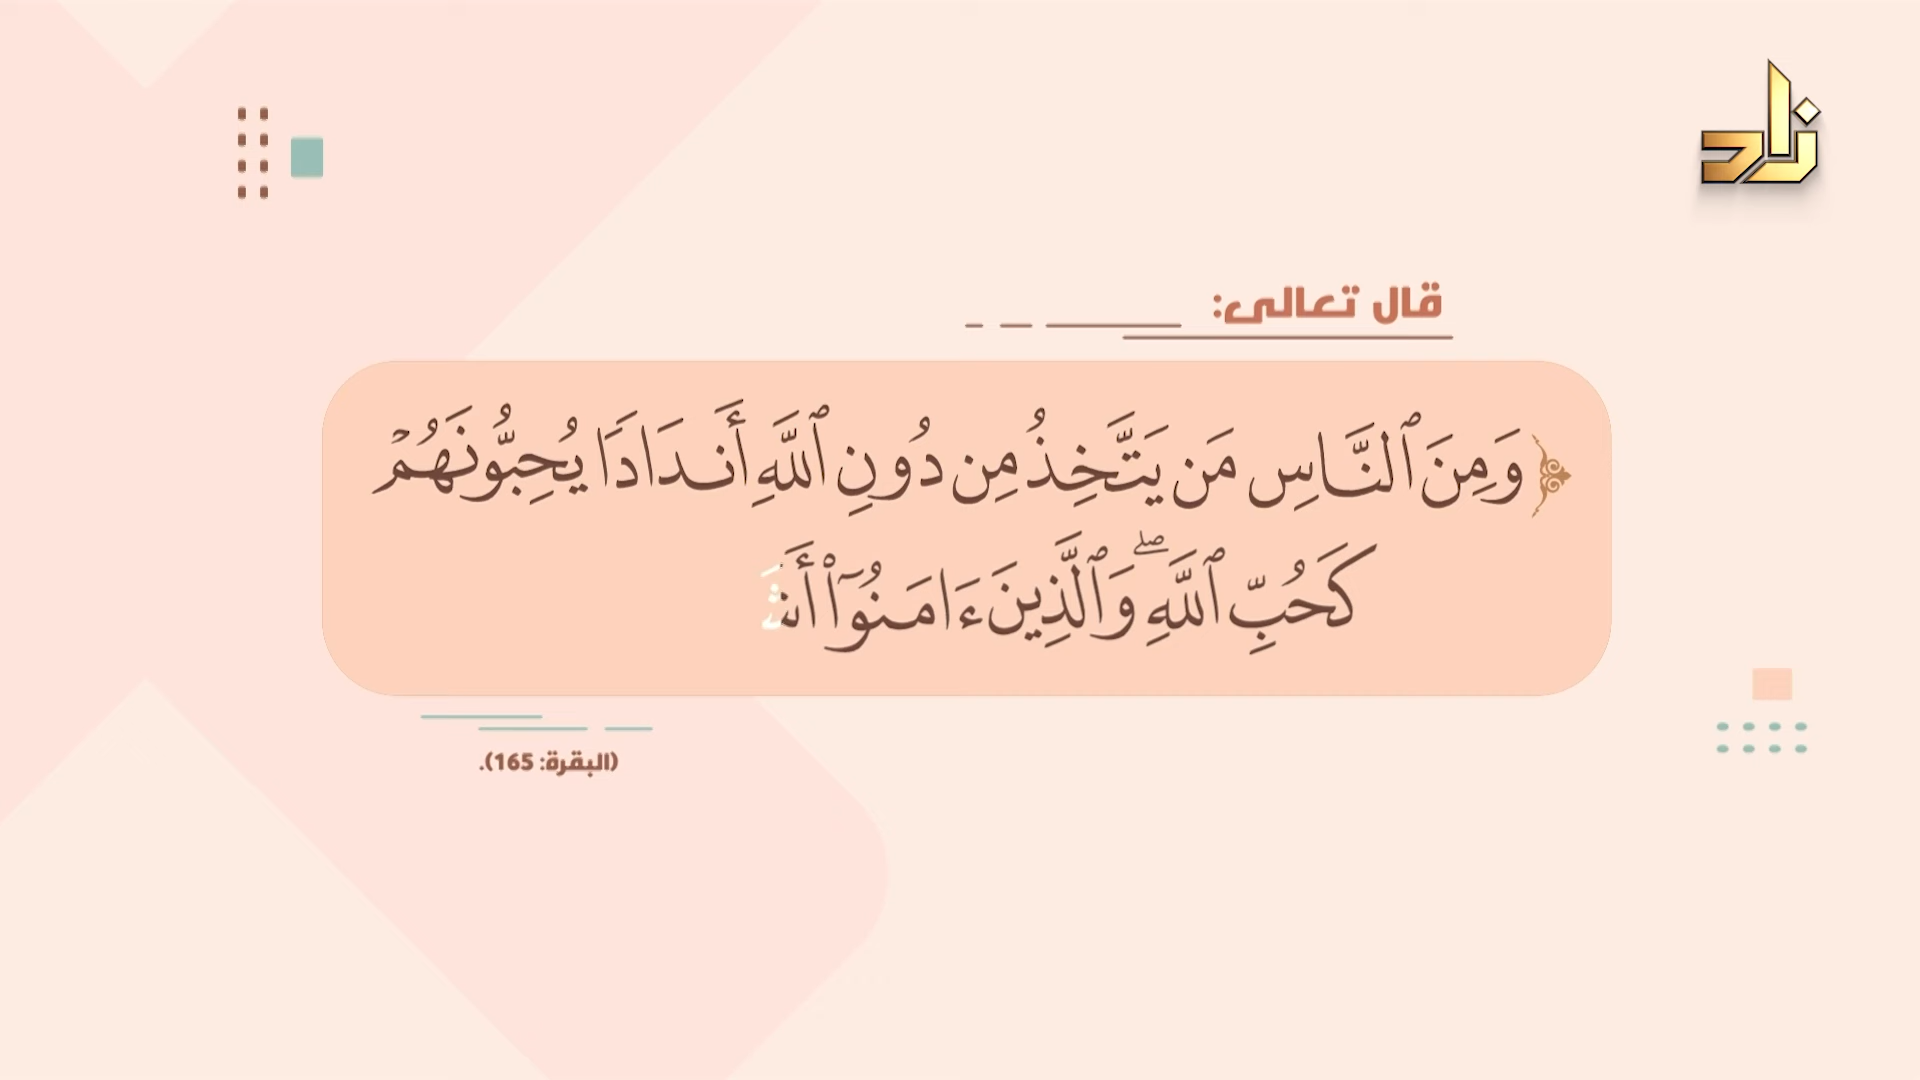 زاد
قال تعالى:
﴿وَمِنَ ٱلنَّاسِ مَن يَتَّخِذُ مِن دُونِ ٱللَّهِ أَندَادًا يُحِبُّونَهُمْ
كَحُبِّ ٱللَّهِ ۖ وَٱلَّذِينَ ءَامَنُوٓا۟
(البقرة: 165).